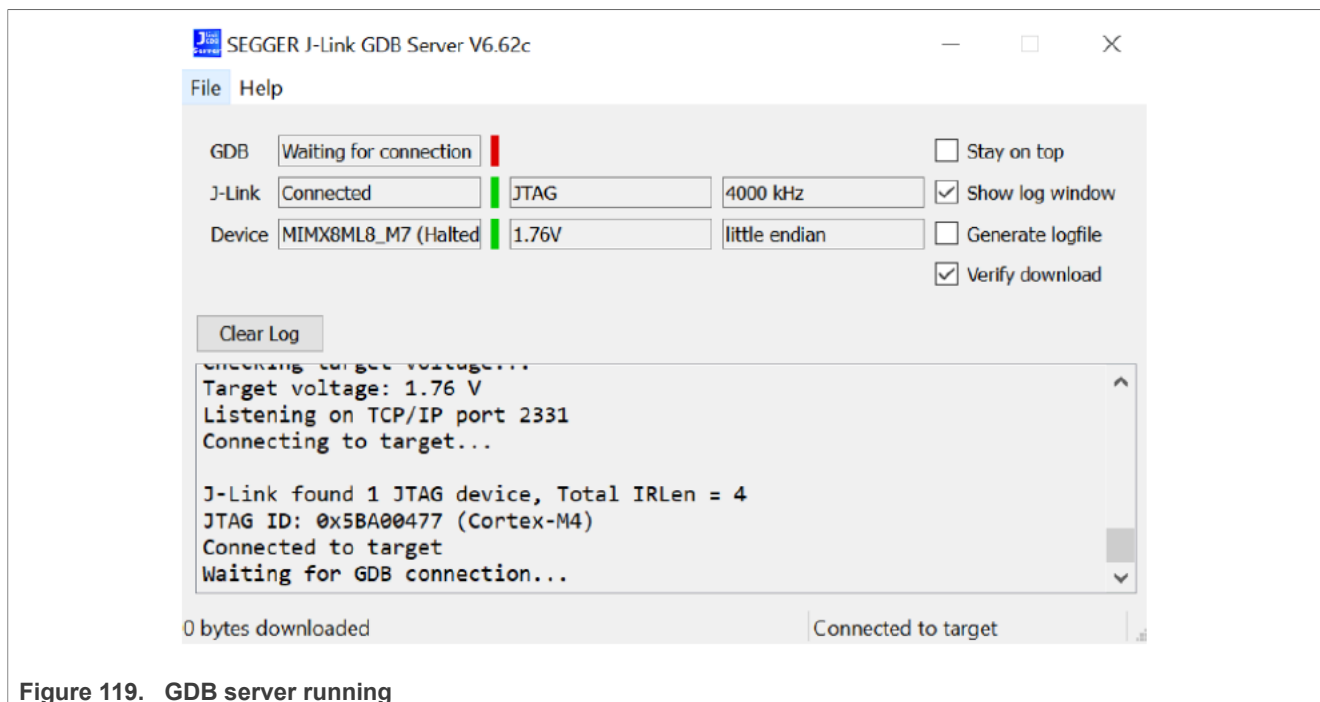 SEGGER J-Link GDB Server V6.62c
File Help
GDB Waiting for connection Stay on top
J-Link Connected JTAG 4000 kHz Show log window
Device MIMX8ML8_M7 (Halted 1.76V little endian Generate logfile
Verify download
Clear Log
Checking target voltage...
Target voltage: 1.76 V
Listening on TCP/IP port 2331
Connecting to target...
J-Link found 1 JTAG device, Total IRLen = 4
JTAG ID: 0x5BA00477 (Cortex-M4)
Connected to target
Waiting for GDB connection...
0 bytes downloaded Connected to target
Figure 119. GDB server running